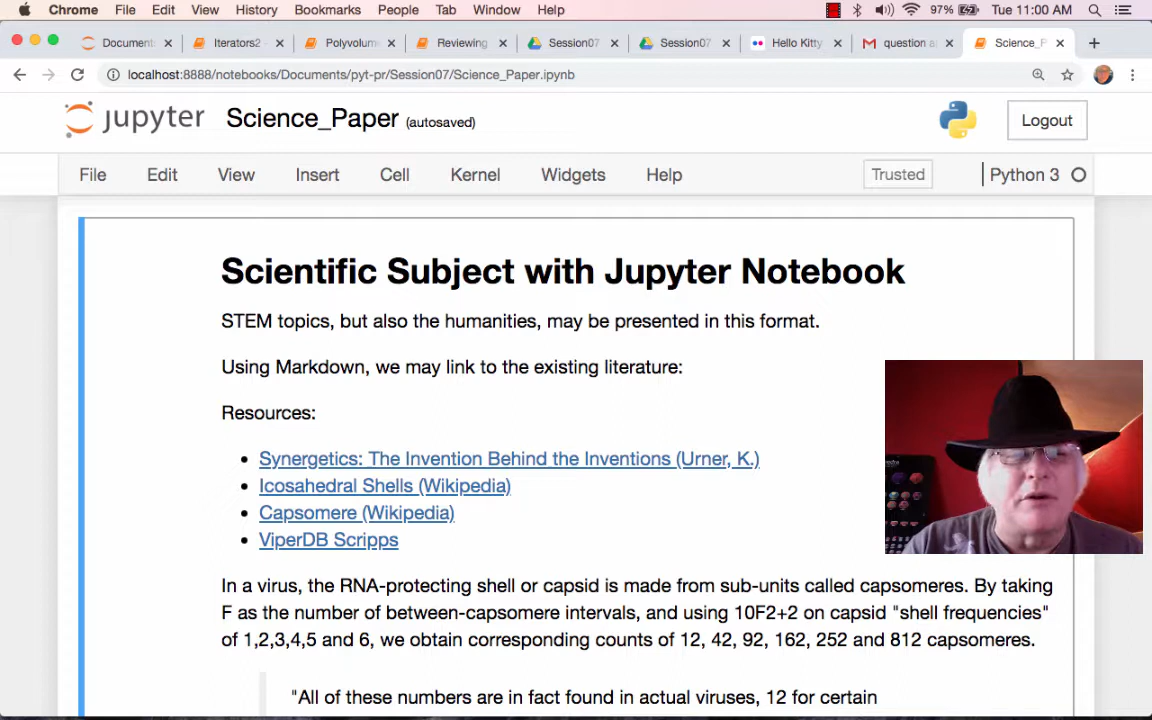 Chrome File Edit View History Bookmarks People Tab Window Help 97% Tue 11:00 AM
Document: Iterators2 - Polyvolum Reviewing Session07 Session07 Hello Kitty question a Science_P
localhost:8888/notebooks/Documents/pyt-pr/Session07/Science_Paper.ipynb
jupyter Science_Paper (autosaved) Logout
File Edit View Insert Cell Kernel Widgets Help Trusted Python 3
Scientific Subject with Jupyter Notebook
STEM topics, but also the humanities, may be presented in this format.
Using Markdown, we may link to the existing literature:
Resources:
Synergetics: The Invention Behind the Inventions (Urner, K.)
Icosahedral Shells (Wikipedia)
Capsomere (Wikipedia)
ViperDB Scripps
In a virus, the RNA-protecting shell or capsid is made from sub-units called capsomeres. By taking
F as the number of between-capsomere intervals, and using 10F2+2 on capsid "shell frequencies"
of 1,2,3,4,5 and 6, we obtain corresponding counts of 12, 42, 92, 162, 252 and 812 capsomeres.
"All of these numbers are in fact found in actual viruses, 12 for certain